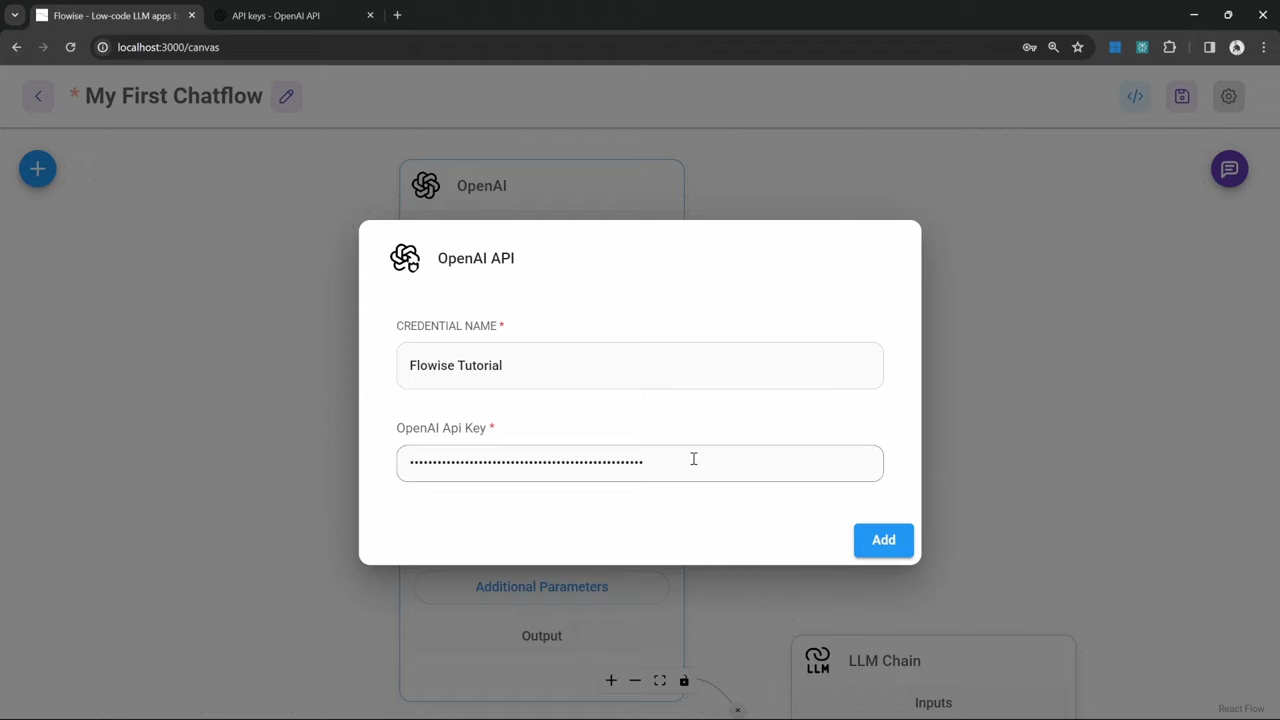 Flowise - Low-code LLM apps b
API keys - OpenAI API
localhost:3000/canvas
* My First Chatflow
OpenAI
OpenAI API
CREDENTIAL NAME *
Flowise Tutorial
OpenAI Api Key *
••••••••••••••••••••••••••••••••••••••••••••••••••••
Add
Additional Parameters
Output
LLM
LLM Chain
Inputs
React Flow